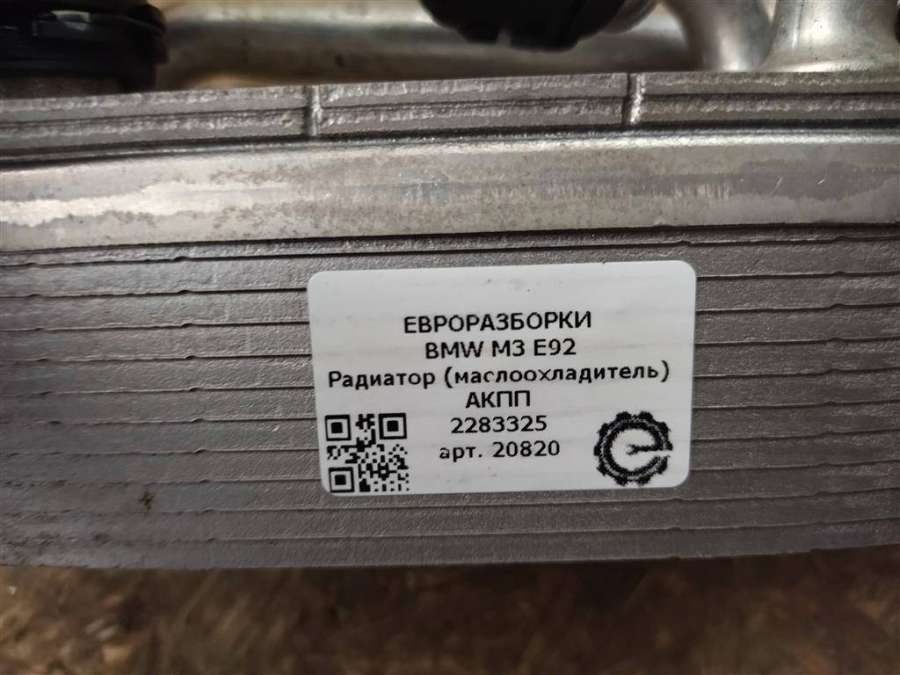 ЕВРОРАЗБОРКИ
BMW M3 E92
Радиатор (маслоохладитель)
АКПП
2283325
арт. 20820